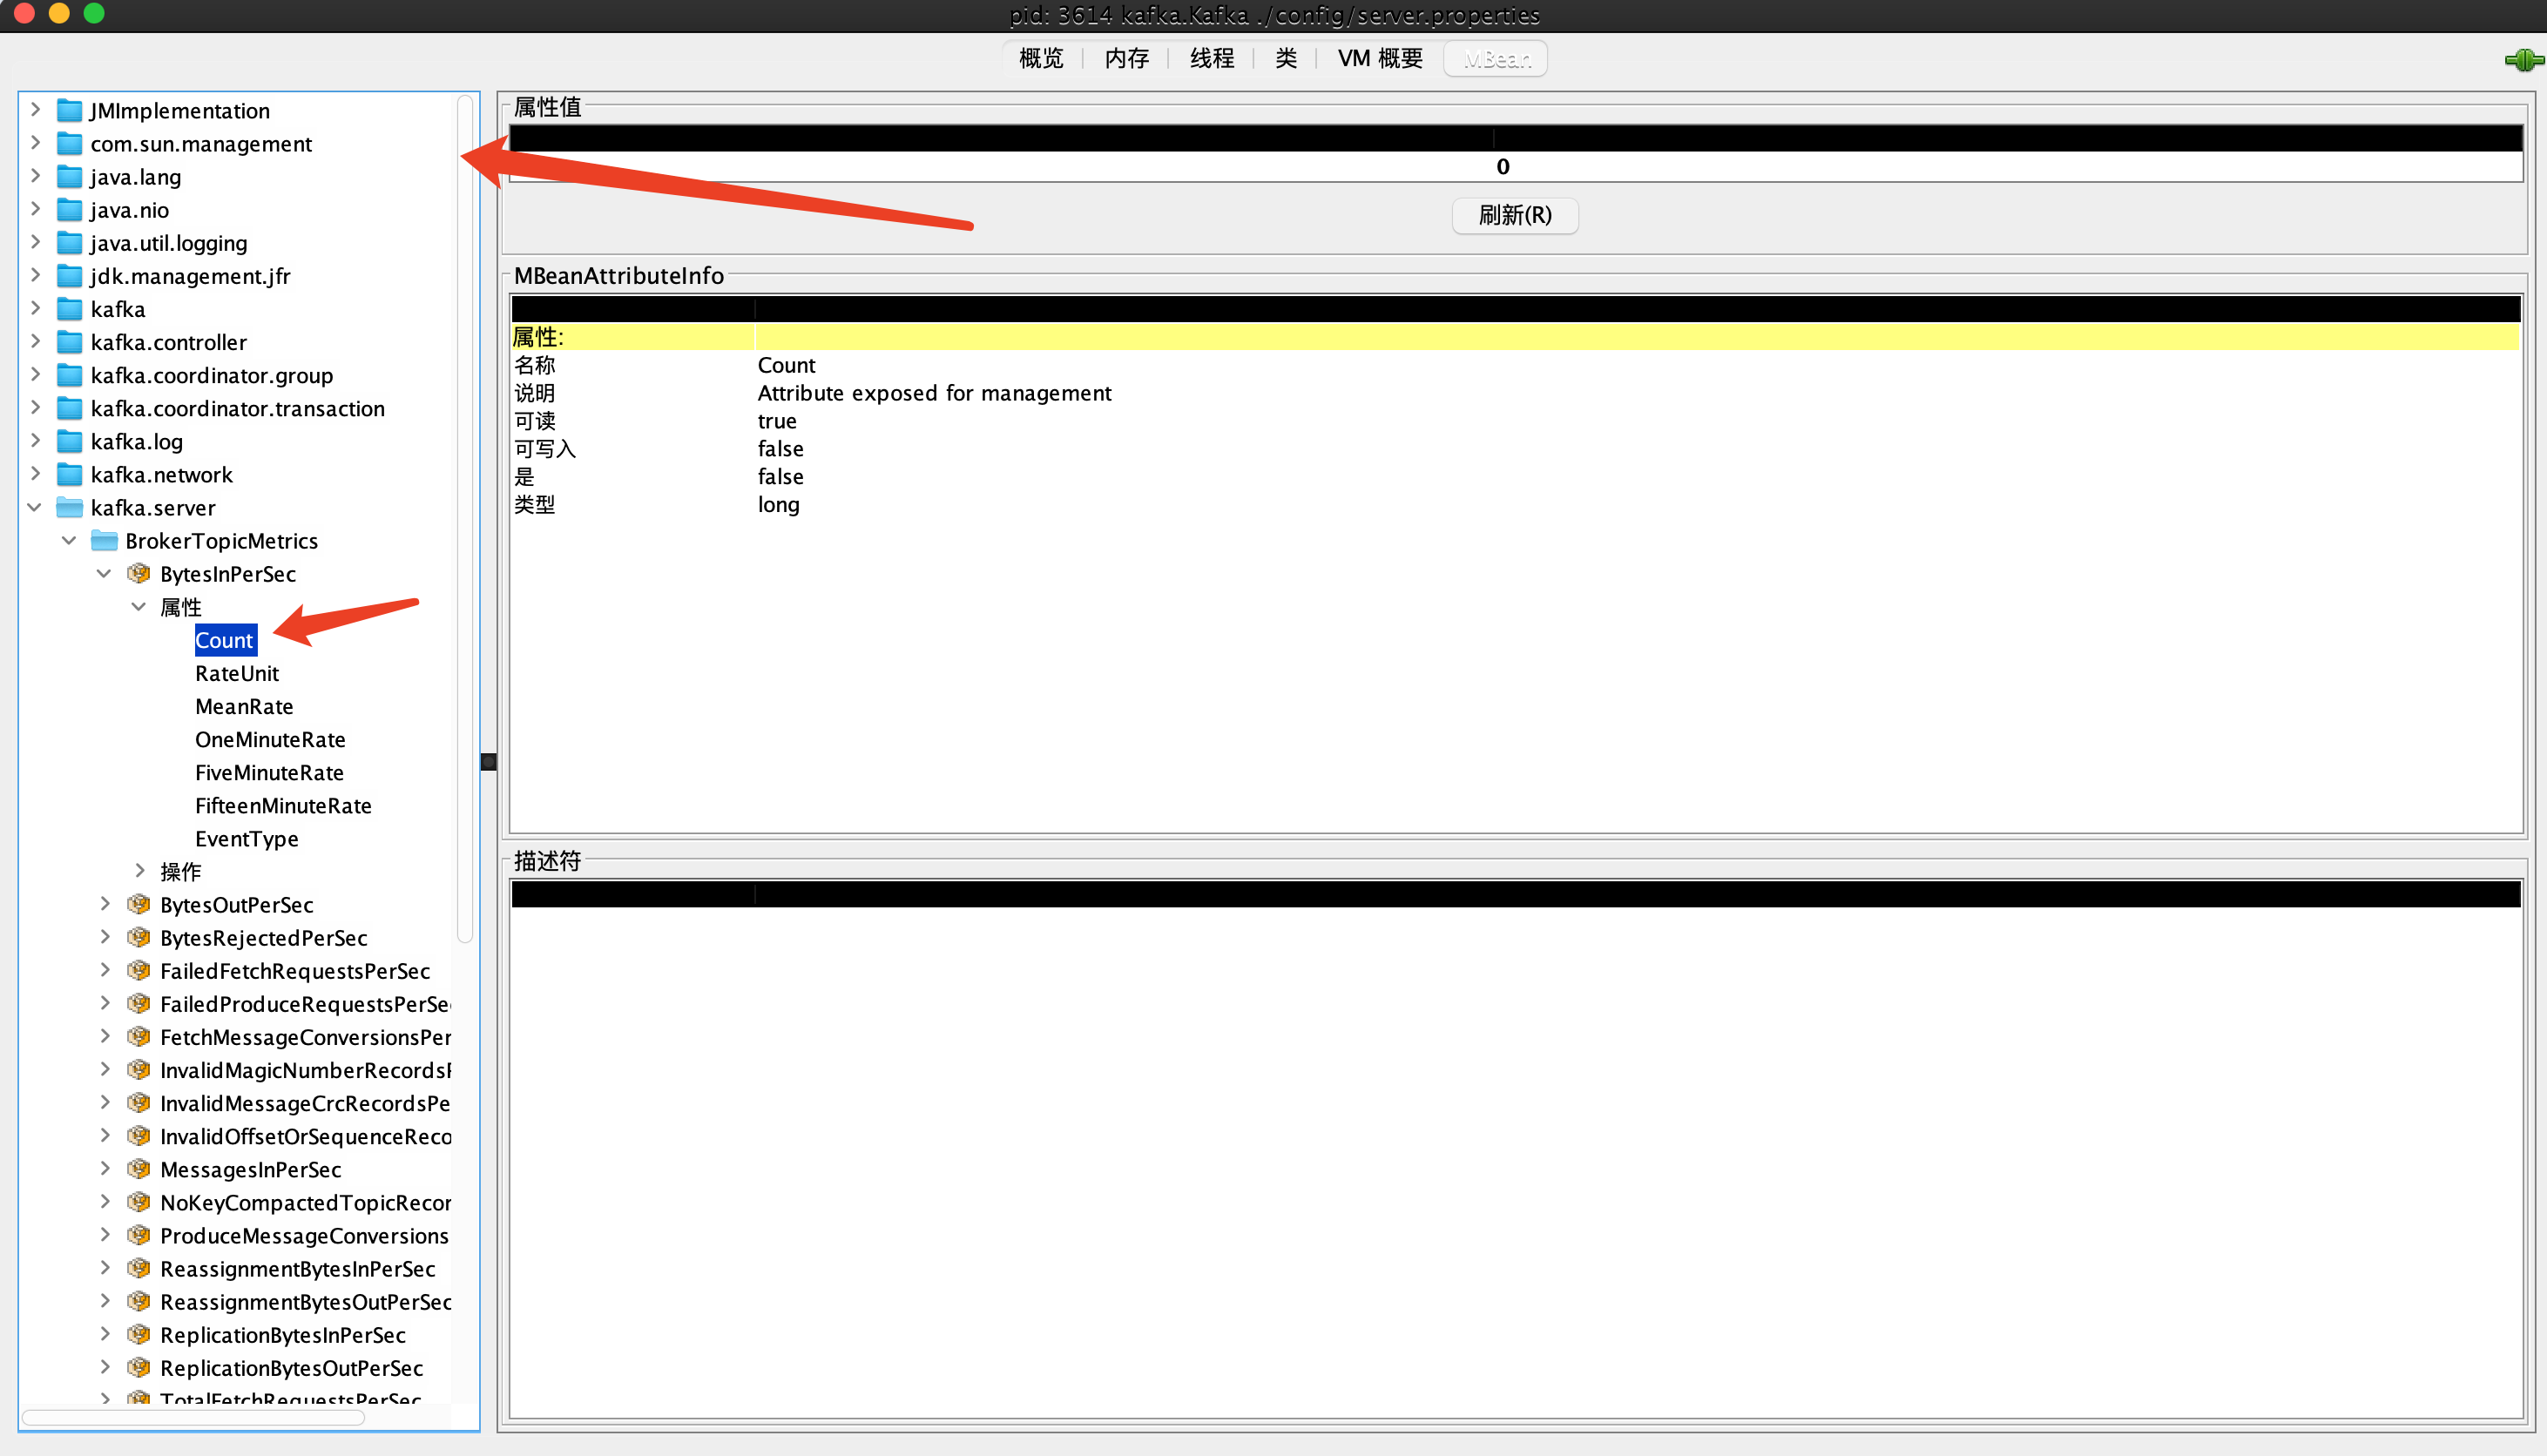 pid: 3614 kafka.Kafka ./config/server.properties
概览 内存 线程 类 VM 概要 MBean
JMImplementation
com.sun.management
java.lang
java.nio
java.util.logging
jdk.management.jfr
kafka
kafka.controller
kafka.coordinator.group
kafka.coordinator.transaction
kafka.log
kafka.network
kafka.server
BrokerTopicMetrics
BytesInPerSec
属性
Count
RateUnit
MeanRate
OneMinuteRate
FiveMinuteRate
FifteenMinuteRate
EventType
操作
BytesOutPerSec
BytesRejectedPerSec
FailedFetchRequestsPerSec
FailedProduceRequestsPerSec
FetchMessageConversionsPer
InvalidMagicNumberRecordsP
InvalidMessageCrcRecordsPe
InvalidOffsetOrSequenceReco
MessagesInPerSec
NoKeyCompactedTopicRecor
ProduceMessageConversions
ReassignmentBytesInPerSec
ReassignmentBytesOutPerSec
ReplicationBytesInPerSec
ReplicationBytesOutPerSec
TotalFetchRequestsPerSec
属性值
0
刷新(R)
MBeanAttributeInfo
属性:
名称 Count
说明 Attribute exposed for management
可读 true
可写入 false
是 false
类型 long
描述符